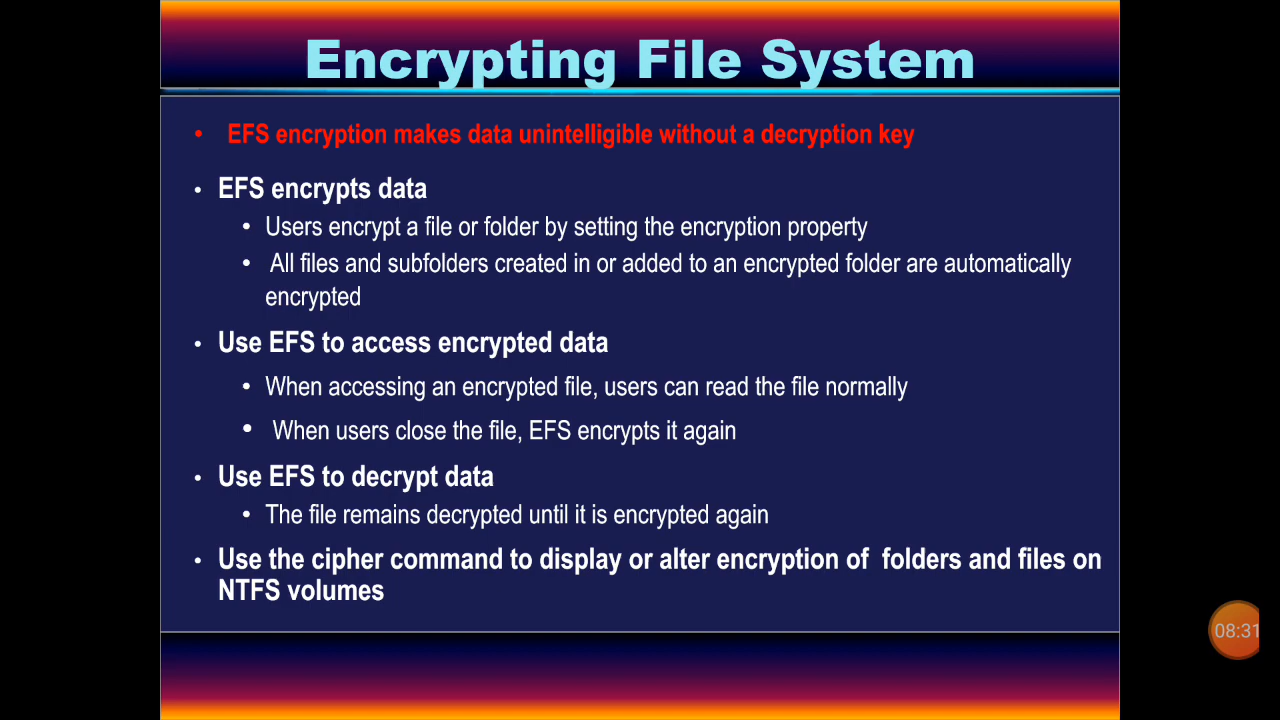 Encrypting File System
• EFS encryption makes data unintelligible without a decryption key
• EFS encrypts data
• Users encrypt a file or folder by setting the encryption property
• All files and subfolders created in or added to an encrypted folder are automatically
encrypted
• Use EFS to access encrypted data
• When accessing an encrypted file, users can read the file normally
• When users close the file, EFS encrypts it again
• Use EFS to decrypt data
• The file remains decrypted until it is encrypted again
• Use the cipher command to display or alter encryption of folders and files on
NTFS volumes
08:31